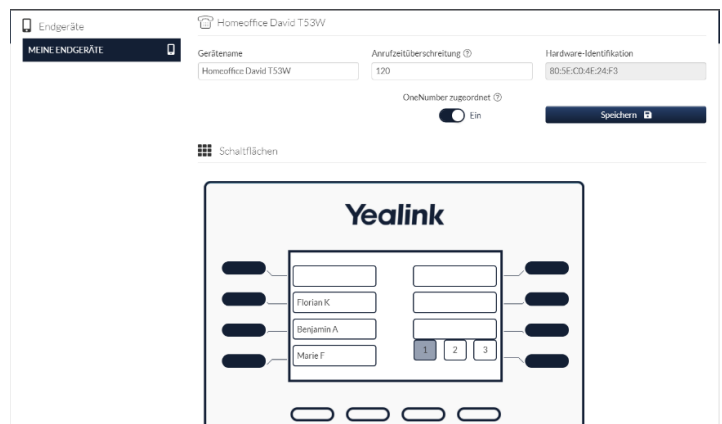 Endgeräte
MEINE ENDGERÄTE
Homeoffice David T53W
Gerätename
Anrufzeitüberschreitung ?
Hardware-Identifikation
Homeoffice David T53W
120
80:5E:C0:4E:24:F3
OneNumber zugeordnet ?
Ein
Speichern
Schaltflächen
Yealink
Florian K
Benjamin A
Marie F
1 2 3